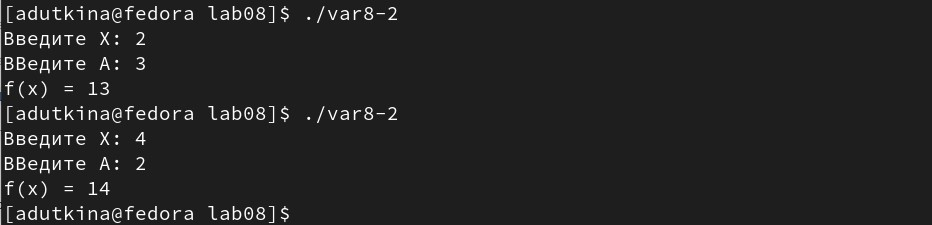 [adutkina@fedora lab08]$ ./var8-2
Введите X: 2
ВВедите A: 3
f(x) = 13
[adutkina@fedora lab08]$ ./var8-2
Введите X: 4
ВВедите A: 2
f(x) = 14
[adutkina@fedora lab08]$